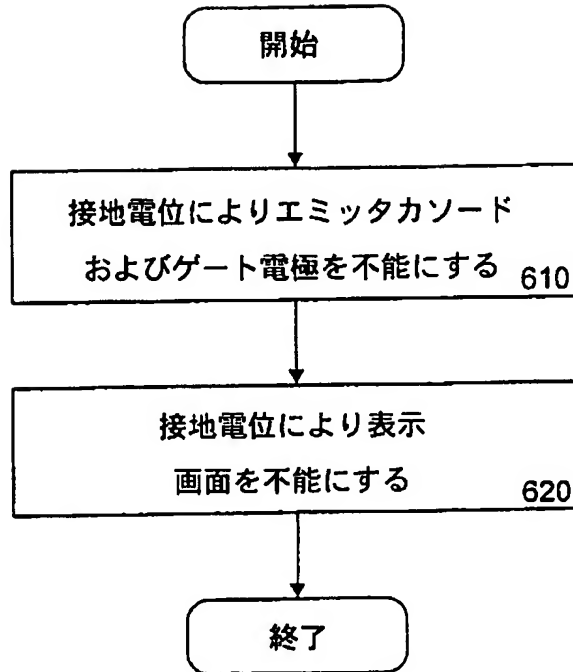 開始
接地電位によりエミッタカソード
およびゲート電極を不能にする
610
接地電位により表示
画面を不能にする
620
終了